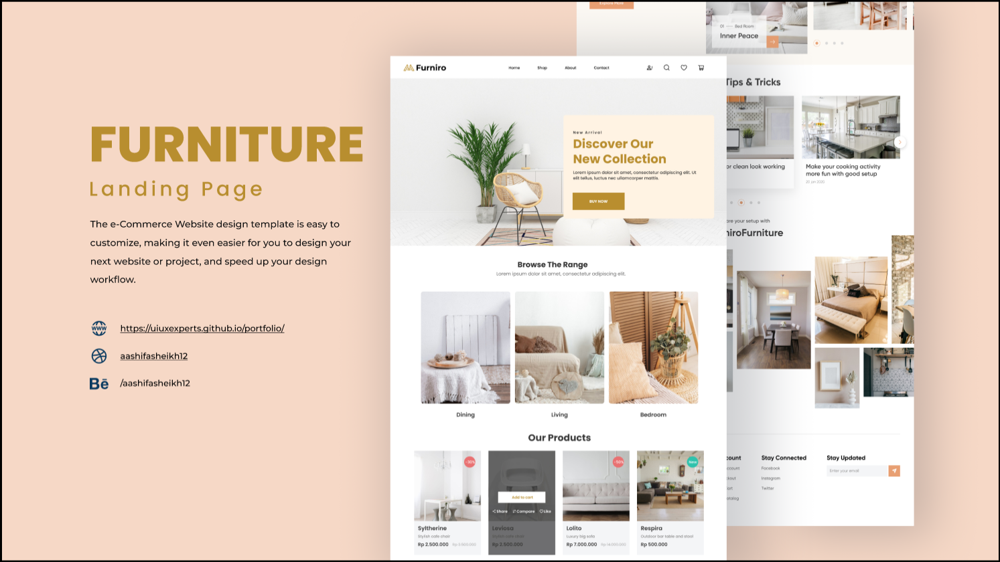 FURNITURE
Landing Page
The e-Commerce Website design template is easy to
customize, making it even easier for you to design your
next website or project, and speed up your design
workflow.
www
https://uiuxexperts.github.io/portfolio/
aashifasheikh12
Bē
/aashifasheikh12
Furniro
Home
Shop
About
Contact
New Arrival
Discover Our
New Collection
Lorem ipsum dolor sit amet, consectetur adipiscing elit. Ut
elit tellus, luctus nec ullamcorper mattis.
BUY NOW
Browse The Range
Lorem ipsum dolor sit amet, consectetur adipiscing elit.
Dining
Living
Bedroom
Our Products
-30%
Add to cart
Share
Compare
Like
-50%
New
Syltherine
Stylish cafe chair
Rp 2.500.000 Rp 3.500.000
Leviosa
Stylish cafe chair
Rp 2.500.000
Lolito
Luxury big sofa
Rp 7.000.000 Rp 14.000.000
Respira
Outdoor bar table and stool
Rp 500.000
Explore More
01 — Bed Room
Inner Peace
Tips & Tricks
or clean look working
Make your cooking activity
more fun with good setup
20 Jan 2020
are your setup with
niroFurniture
count
ccount
kout
art
atalog
Stay Connected
Facebook
Instagram
Twitter
Stay Updated
Enter your email